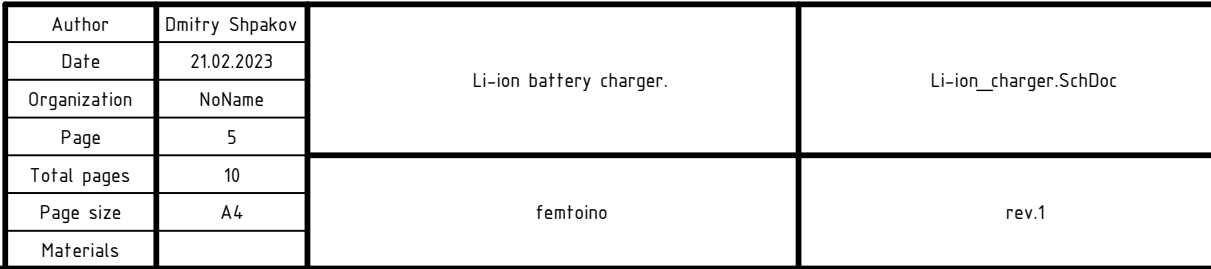 Author Dmitry Shpakov
Date 21.02.2023
Li-ion battery charger. Li-ion_charger.SchDoc
Organization NoName
Page 5
Total pages 10
Page size A4 femtoino rev.1
Materials